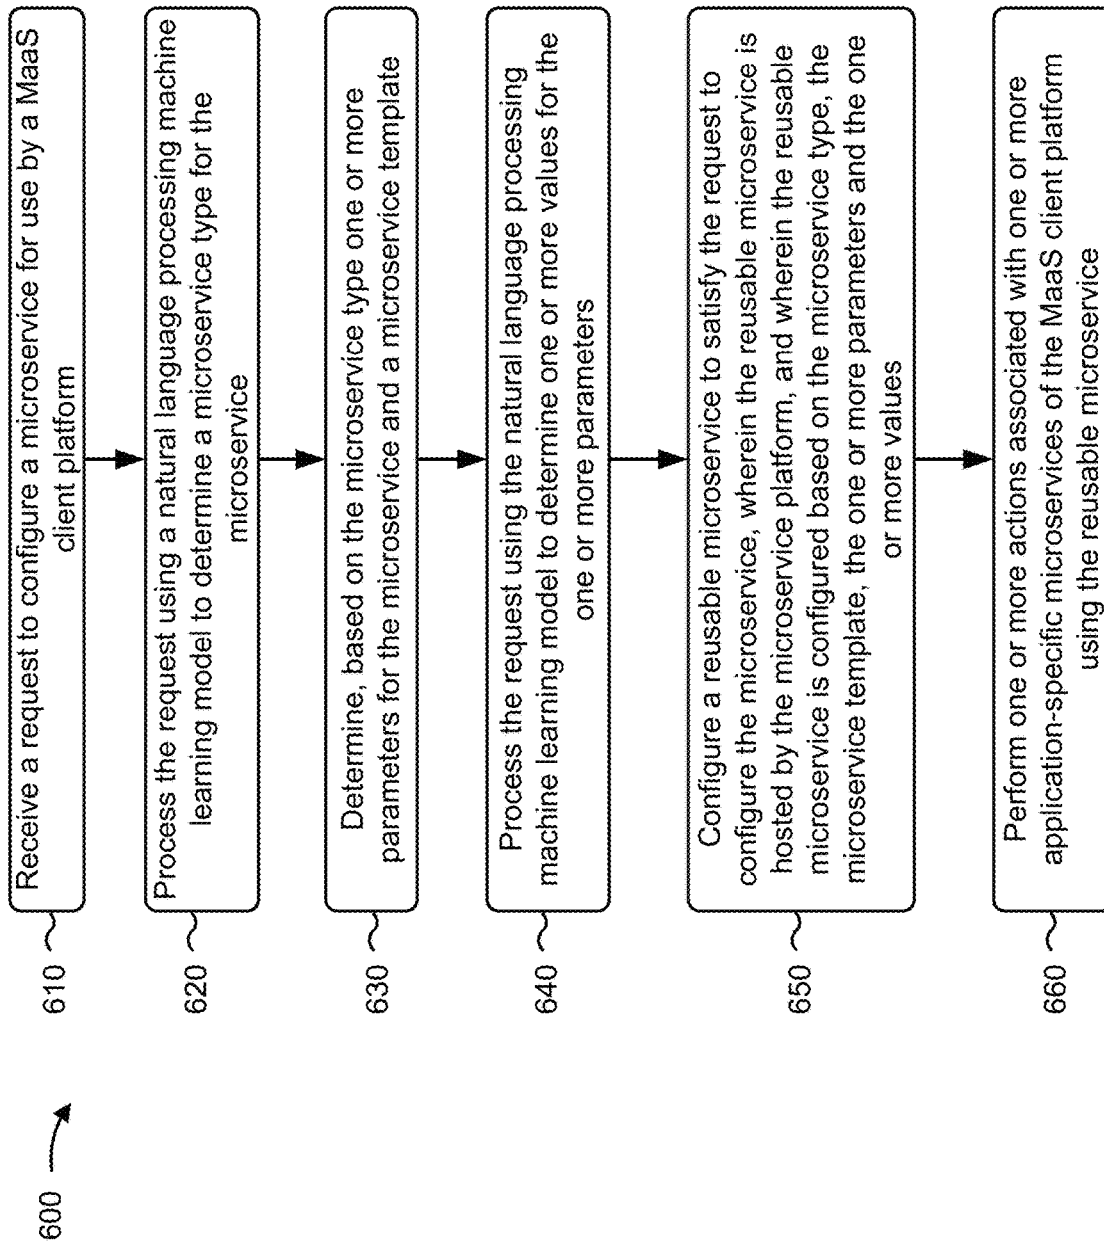 600
610
Receive a request to configure a microservice for use by a MaaS
client platform
620
Process the request using a natural language processing machine
learning model to determine a microservice type for the
microservice
630
Determine, based on the microservice type one or more
parameters for the microservice and a microservice template
640
Process the request using the natural language processing
machine learning model to determine one or more values for the
one or more parameters
650
Configure a reusable microservice to satisfy the request to
configure the microservice, wherein the reusable microservice is
hosted by the microservice platform, and wherein the reusable
microservice is configured based on the microservice type, the
microservice template, the one or more parameters and the one
or more values
660
Perform one or more actions associated with one or more
application-specific microservices of the MaaS client platform
using the reusable microservice